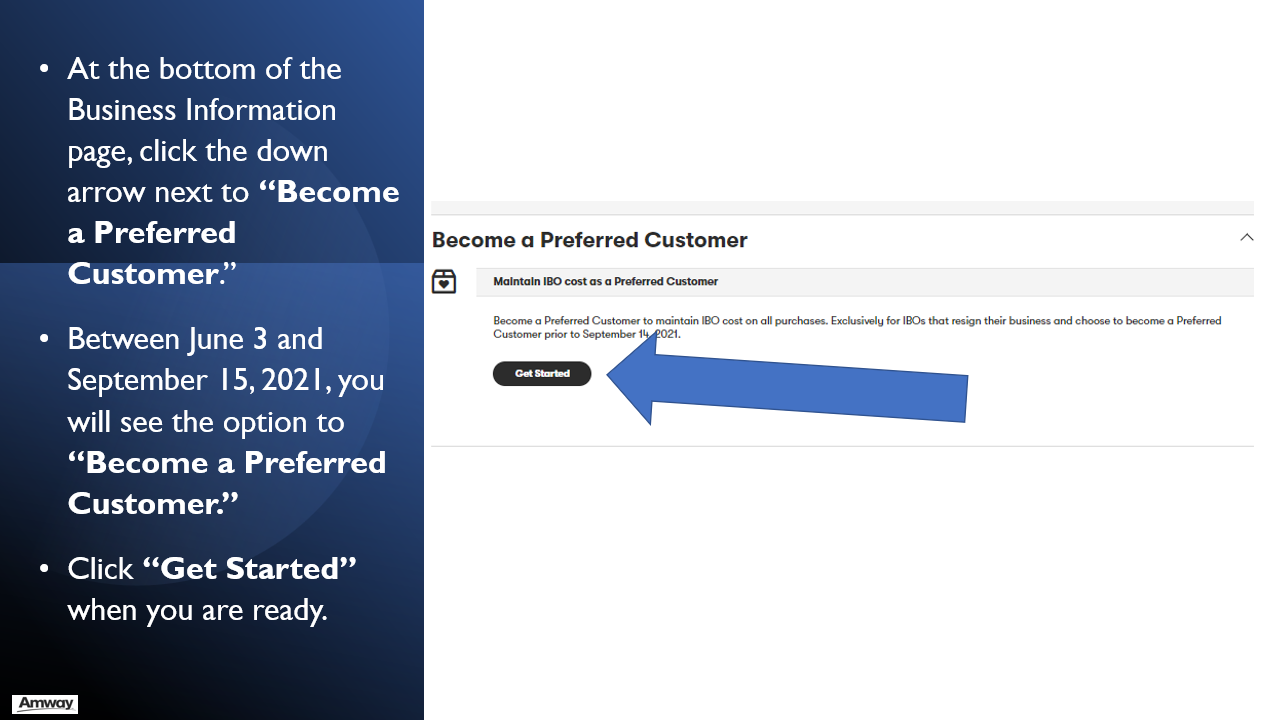 • At the bottom of the
Business Information
page, click the down
arrow next to “Become
a Preferred
Customer.”
• Between June 3 and
September 15, 2021, you
will see the option to
“Become a Preferred
Customer.”
• Click “Get Started”
when you are ready.
Amway
Become a Preferred Customer
Maintain IBO cost as a Preferred Customer
Become a Preferred Customer to maintain IBO cost on all purchases. Exclusively for IBOs that resign their business and choose to become a Preferred
Customer prior to September 14, 2021.
Get Started